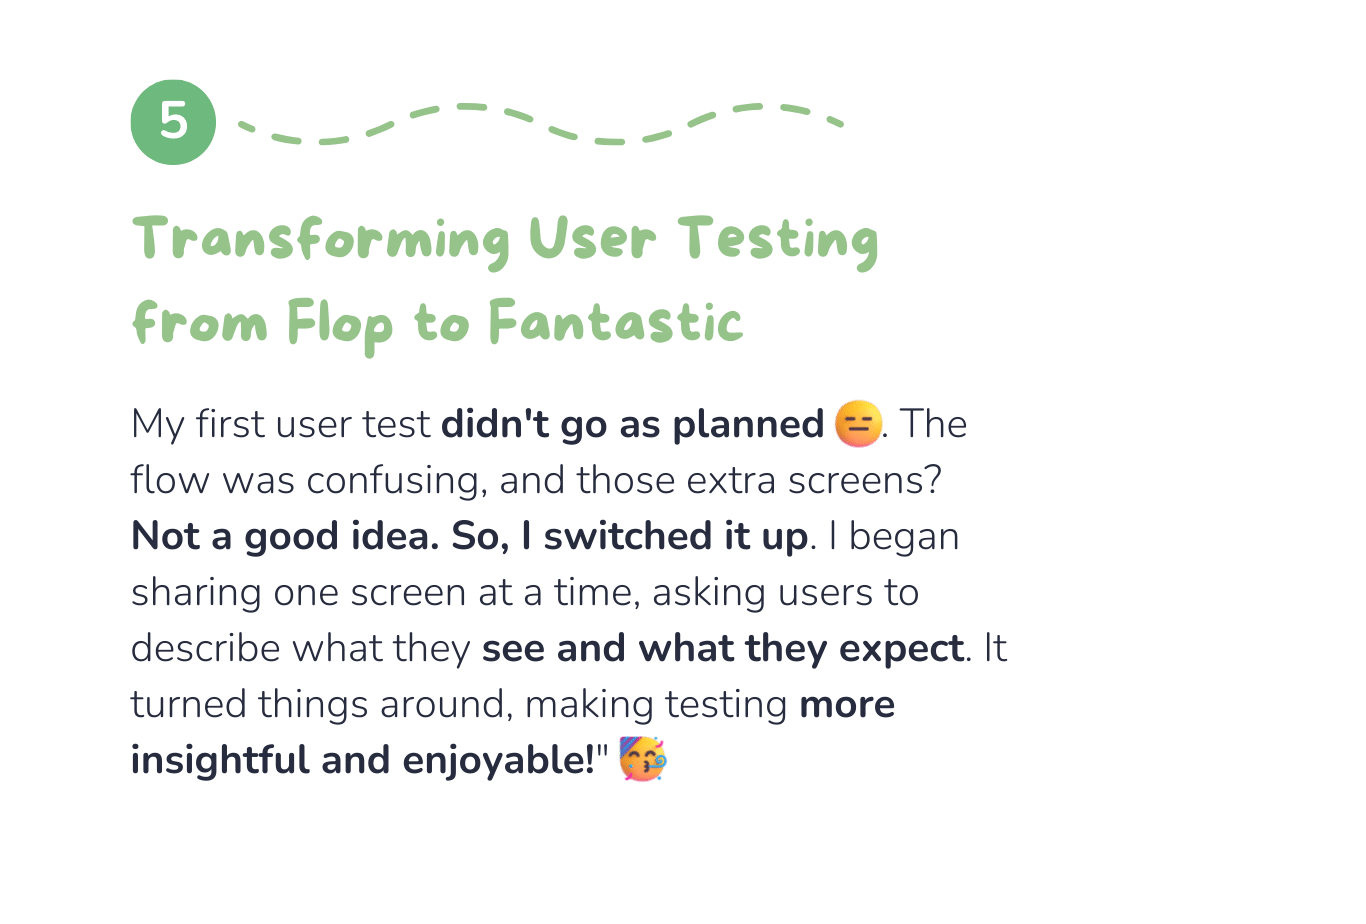 5
Transforming User Testing
from Flop to Fantastic
My first user test didn't go as planned 😑. The
flow was confusing, and those extra screens?
Not a good idea. So, I switched it up. I began
sharing one screen at a time, asking users to
describe what they see and what they expect. It
turned things around, making testing more
insightful and enjoyable!" 🥳